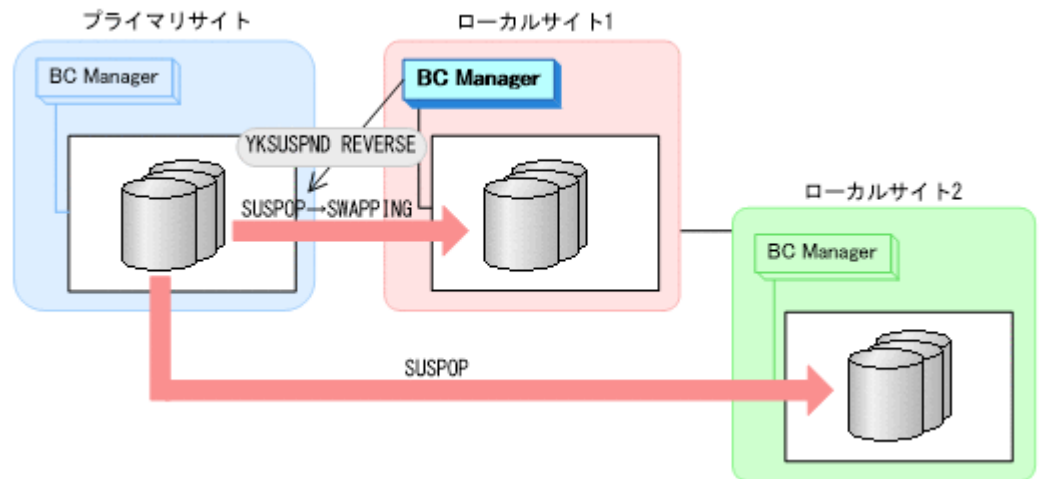 プライマリサイト
ローカルサイト1
BC Manager
BC Manager
YKSUSPND REVERSE
SUSPOP→SWAPPING
ローカルサイト2
BC Manager
SUSPOP